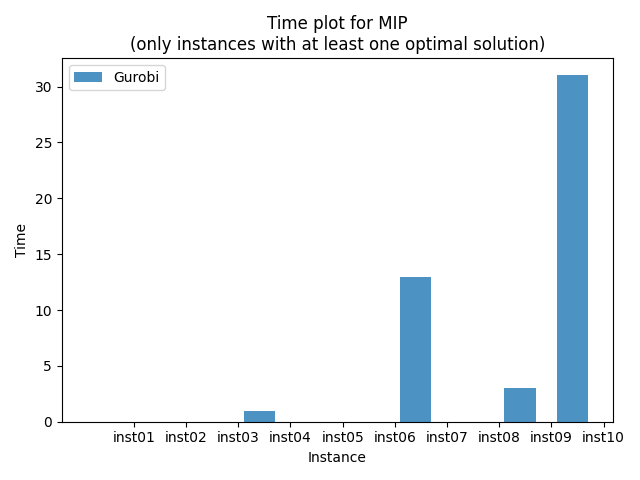 Time plot for MIP
(only instances with at least one optimal solution)
Gurobi
30
25
20
15
10
5
0
Time
inst01 inst02 inst03 inst04 inst05 inst06 inst07 inst08 inst09 inst10
Instance